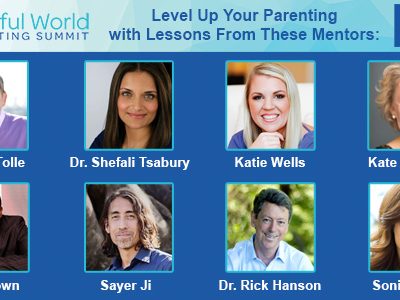 ful World
TING SUMMIT
Level Up Your Parenting
with Lessons From These Mentors:
Tolle
Dr. Shefali Tsabury
Katie Wells
Kate
own
Sayer Ji
Dr. Rick Hanson
Soni